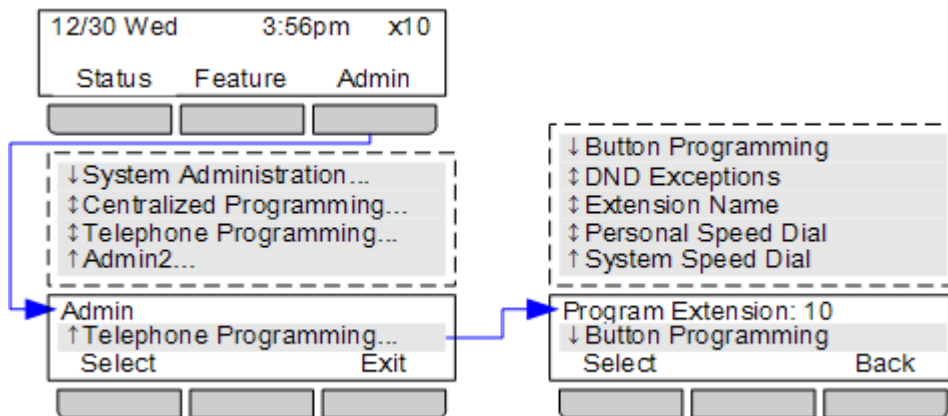 12/30 Wed 3:56pm x10
Status Feature Admin
↓System Administration...
↕Centralized Programming...
↕Telephone Programming...
↑Admin2...
Admin
↑Telephone Programming...
Select Exit
↓Button Programming
↕DND Exceptions
↕Extension Name
↕Personal Speed Dial
↑System Speed Dial
Program Extension: 10
↓Button Programming
Select Back